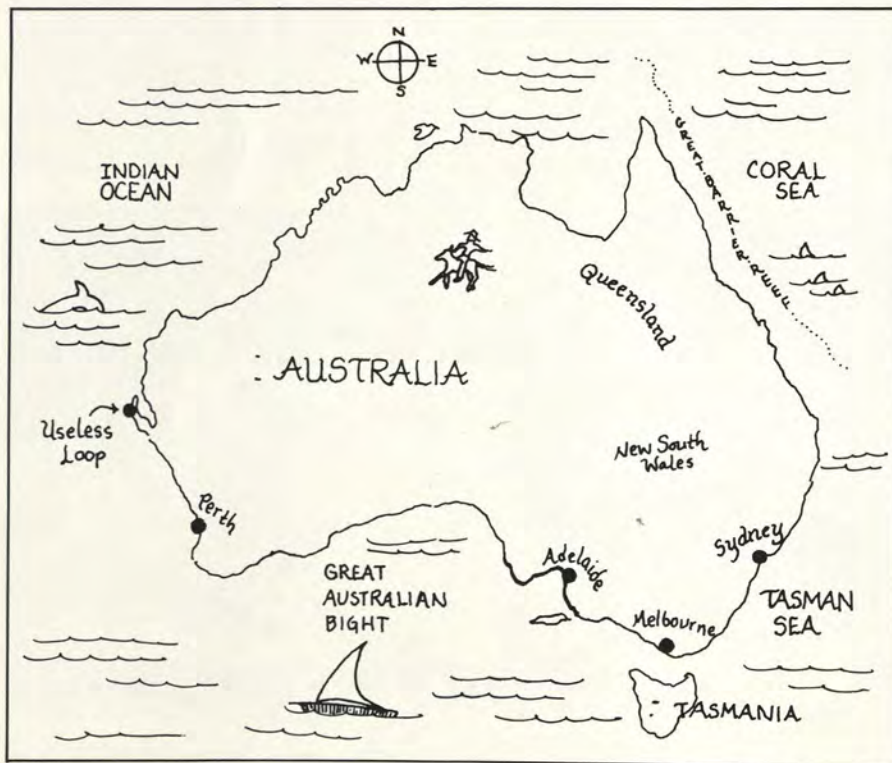 N
W E
S
INDIAN
OCEAN
GREAT BARRIER REEF
CORAL
SEA
Queensland
AUSTRALIA
Useless
Loop
New South
Wales
Perth
Sydney
Adelaide
GREAT
AUSTRALIAN
BIGHT
Melbourne
TASMAN
SEA
TASMANIA